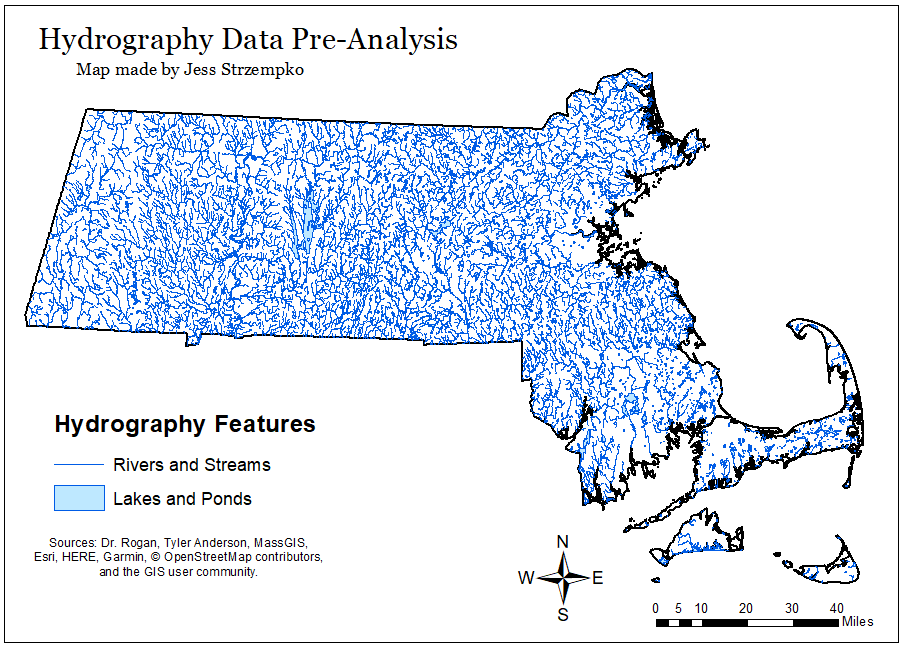 Hydrography Data Pre-Analysis
Map made by Jess Strzempko
Hydrography Features
Rivers and Streams
Lakes and Ponds
Sources: Dr. Rogan, Tyler Anderson, MassGIS,
Esri, HERE, Garmin, © OpenStreetMap contributors,
and the GIS user community.
N
W E
S
0 5 10 20 30 40
Miles